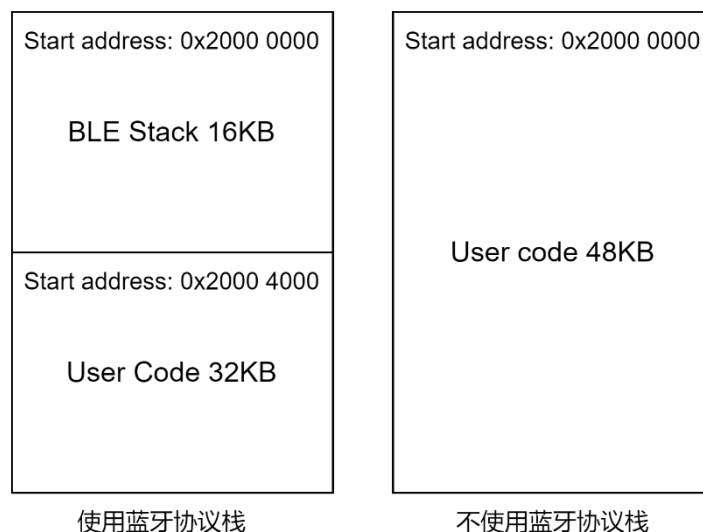 Start address: 0x2000 0000
BLE Stack 16KB
Start address: 0x2000 4000
User Code 32KB
使用蓝牙协议栈
Start address: 0x2000 0000
User code 48KB
不使用蓝牙协议栈